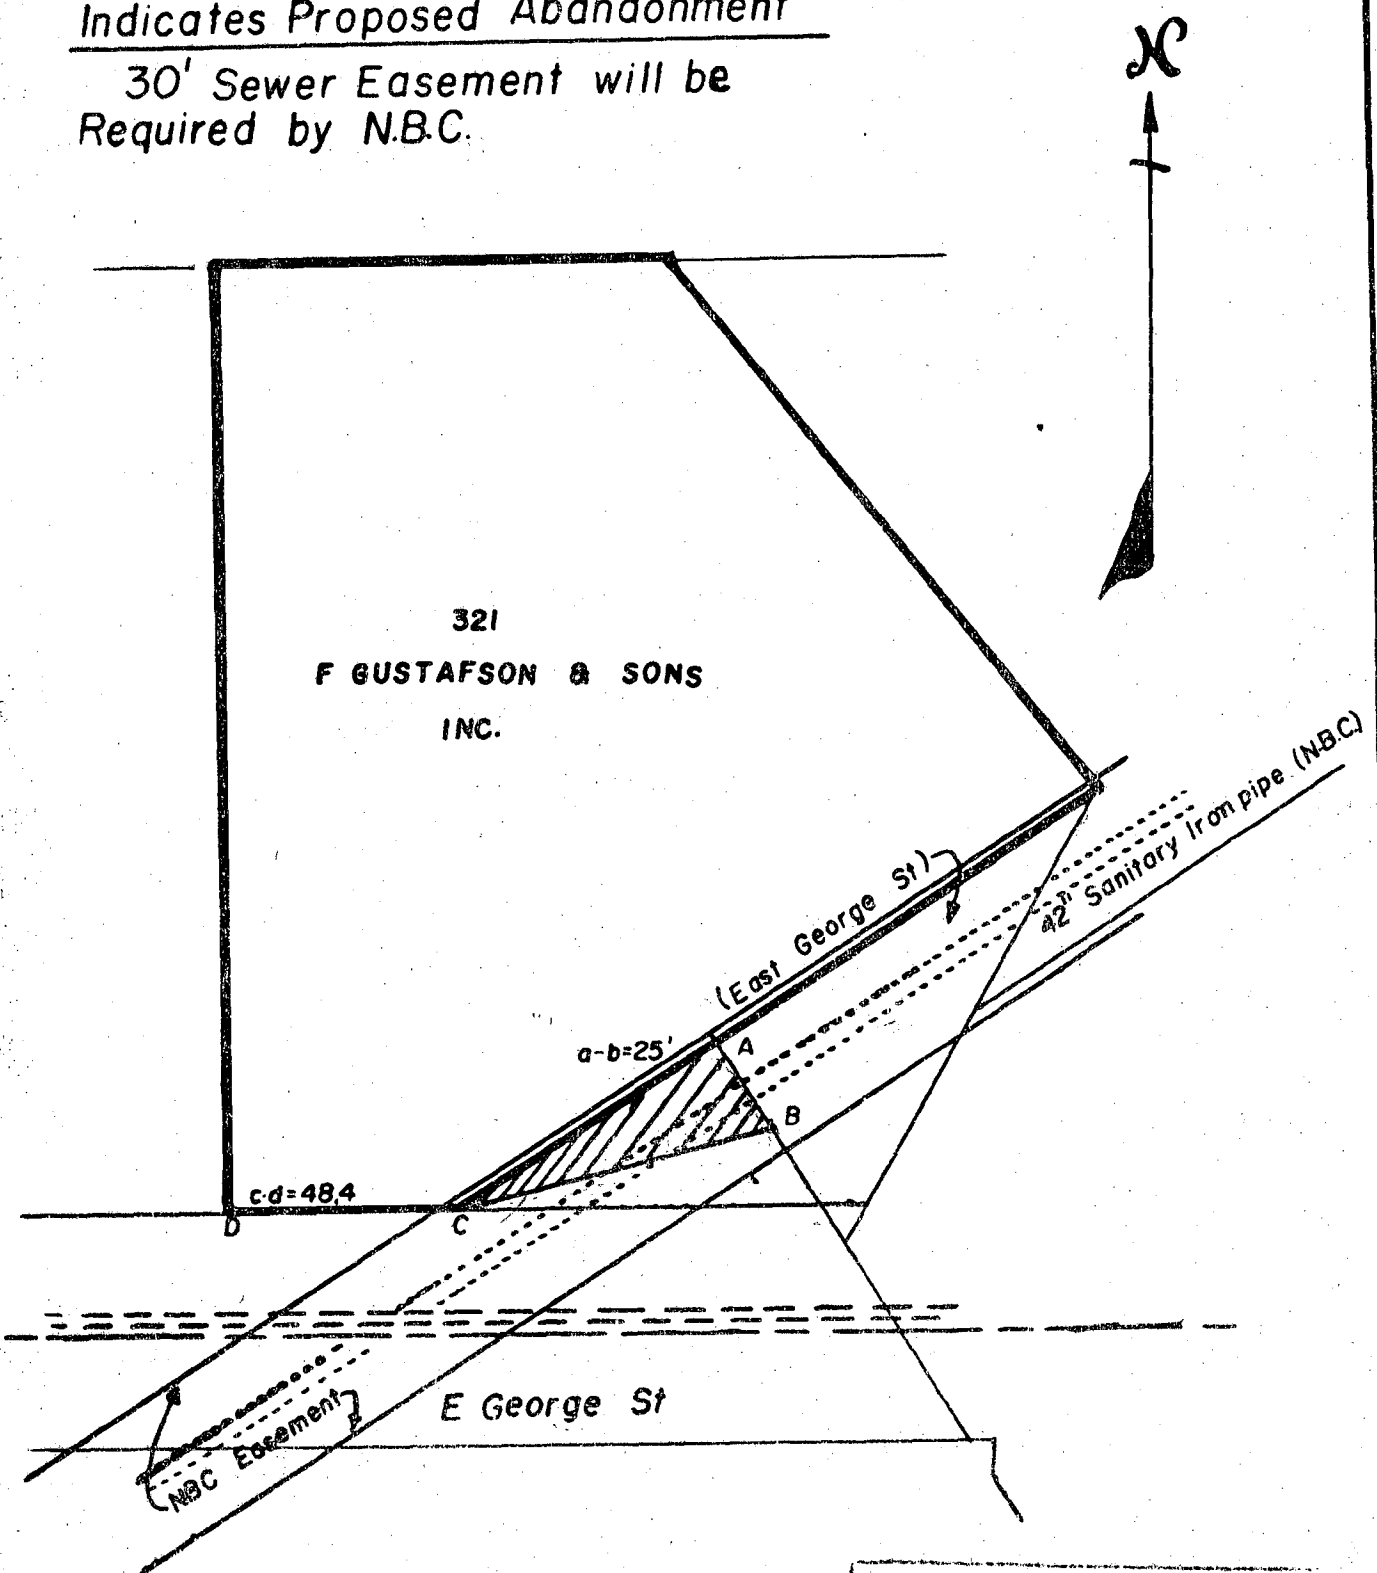 Indicates Proposed Abandonment
30' Sewer Easement will be
Required by N.B.C.
N
321
F GUSTAFSON & SONS
INC.
42" Sanitary Iron pipe (N.B.C.)
(East George St)
a-b=25'
A
B
c-d=48.4
D
C
E George St
(NBC Easement)